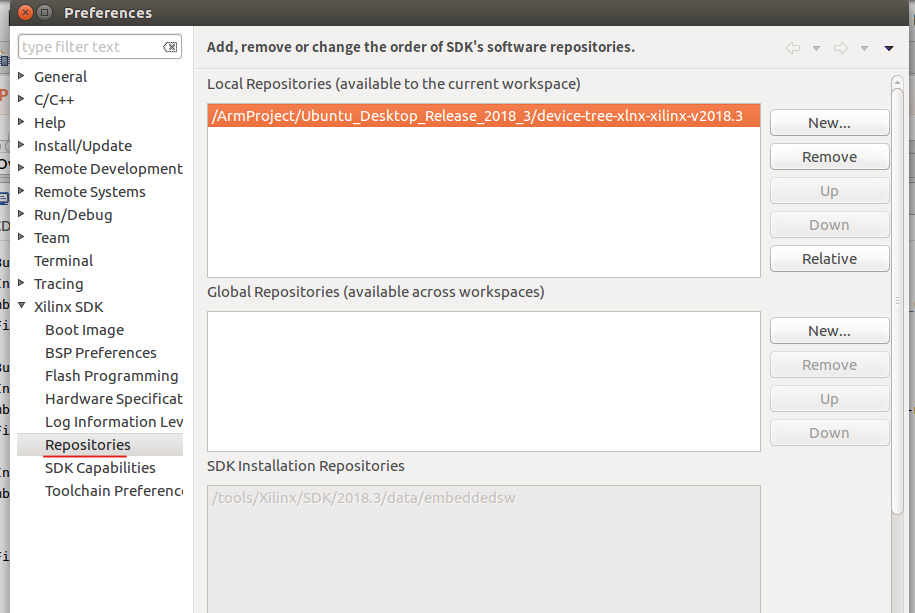 Preferences
type filter text
General
C/C++
Help
Install/Update
Remote Development
Remote Systems
Run/Debug
Team
Terminal
Tracing
Xilinx SDK
Boot Image
BSP Preferences
Flash Programming
Hardware Specificat
Log Information Lev
Repositories
SDK Capabilities
Toolchain Preferenc
Add, remove or change the order of SDK's software repositories.
Local Repositories (available to the current workspace)
/ArmProject/Ubuntu_Desktop_Release_2018_3/device-tree-xlnx-xilinx-v2018.3
New...
Remove
Up
Down
Relative
Global Repositories (available across workspaces)
New...
Remove
Up
Down
SDK Installation Repositories
/tools/Xilinx/SDK/2018.3/data/embeddedsw